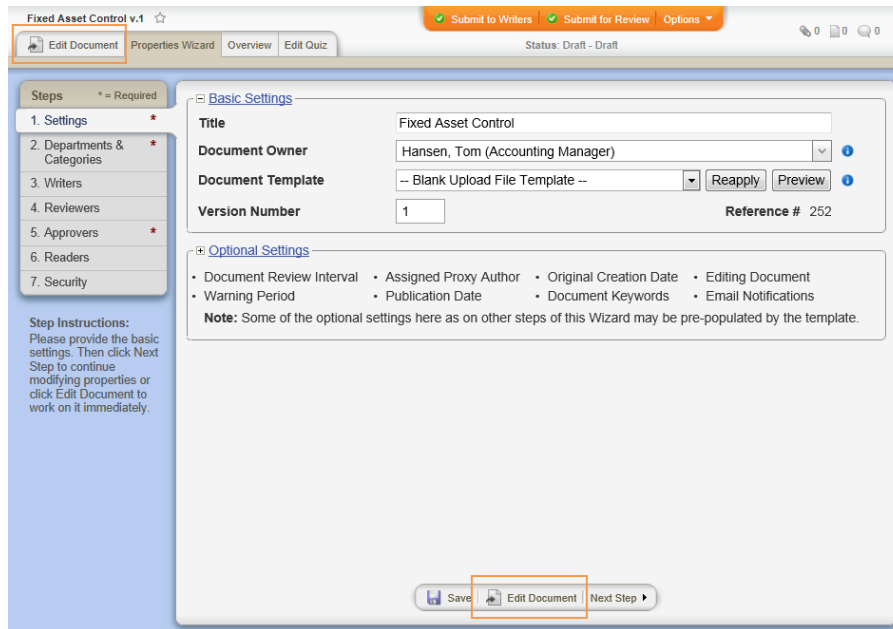 Fixed Asset Control v.1
Submit to Writers Submit for Review Options
0 0 0
Edit Document Properties Wizard Overview Edit Quiz
Status: Draft - Draft
Steps * = Required
1. Settings *
2. Departments & *
Categories
3. Writers
4. Reviewers
5. Approvers *
6. Readers
7. Security
Step Instructions:
Please provide the basic
settings. Then click Next
Step to continue
modifying properties or
click Edit Document to
work on it immediately.
Basic Settings
Title Fixed Asset Control
Document Owner Hansen, Tom (Accounting Manager)
Document Template -- Blank Upload File Template -- Reapply Preview
Version Number 1 Reference # 252
Optional Settings
• Document Review Interval • Assigned Proxy Author • Original Creation Date • Editing Document
• Warning Period • Publication Date • Document Keywords • Email Notifications
Note: Some of the optional settings here as on other steps of this Wizard may be pre-populated by the template.
Save Edit Document Next Step